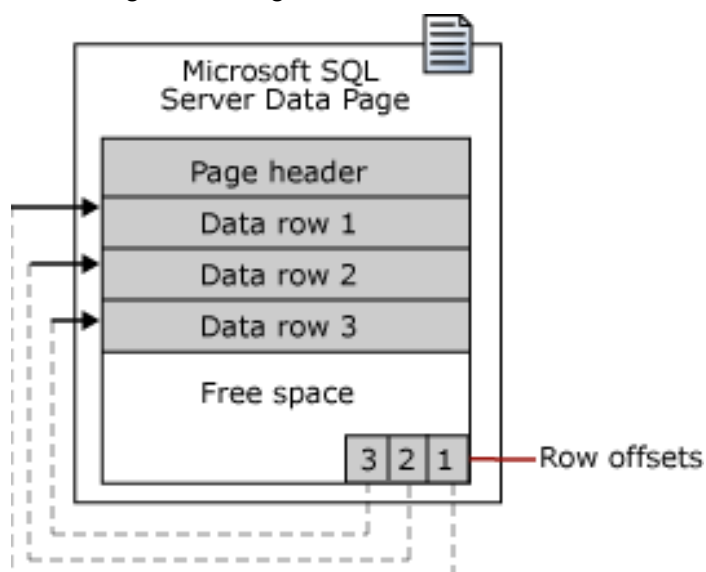 Microsoft SQL
Server Data Page
Page header
Data row 1
Data row 2
Data row 3
Free space
3 2 1
Row offsets